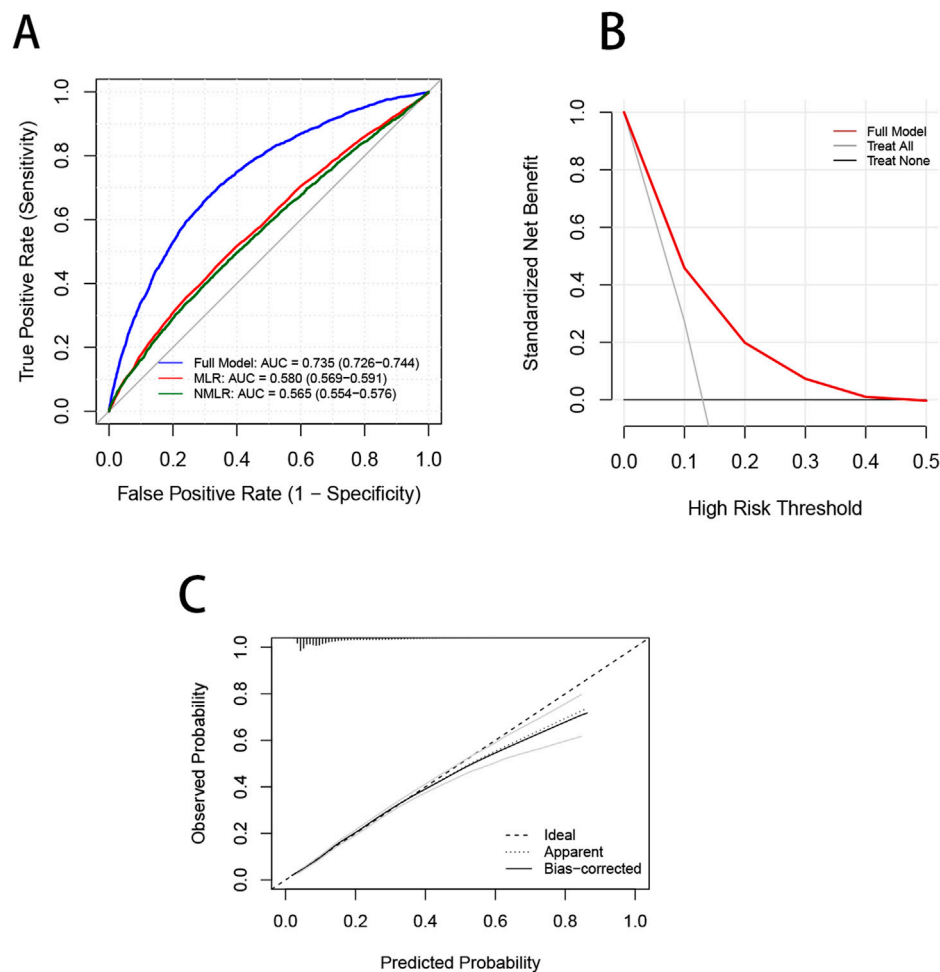 A
True Positive Rate (Sensitivity)
1.0
0.8
0.6
0.4
0.2
0.0
Full Model: AUC = 0.735 (0.726−0.744)
MLR: AUC = 0.580 (0.569−0.591)
NMLR: AUC = 0.565 (0.554−0.576)
0.0 0.2 0.4 0.6 0.8 1.0
False Positive Rate (1 − Specificity)
B
Standardized Net Benefit
1.0
0.8
0.6
0.4
0.2
0.0
Full Model
Treat All
Treat None
0.0 0.1 0.2 0.3 0.4 0.5
High Risk Threshold
C
Observed Probability
1.0
0.8
0.6
0.4
0.2
0.0
Ideal
Apparent
Bias−corrected
0.0 0.2 0.4 0.6 0.8 1.0
Predicted Probability